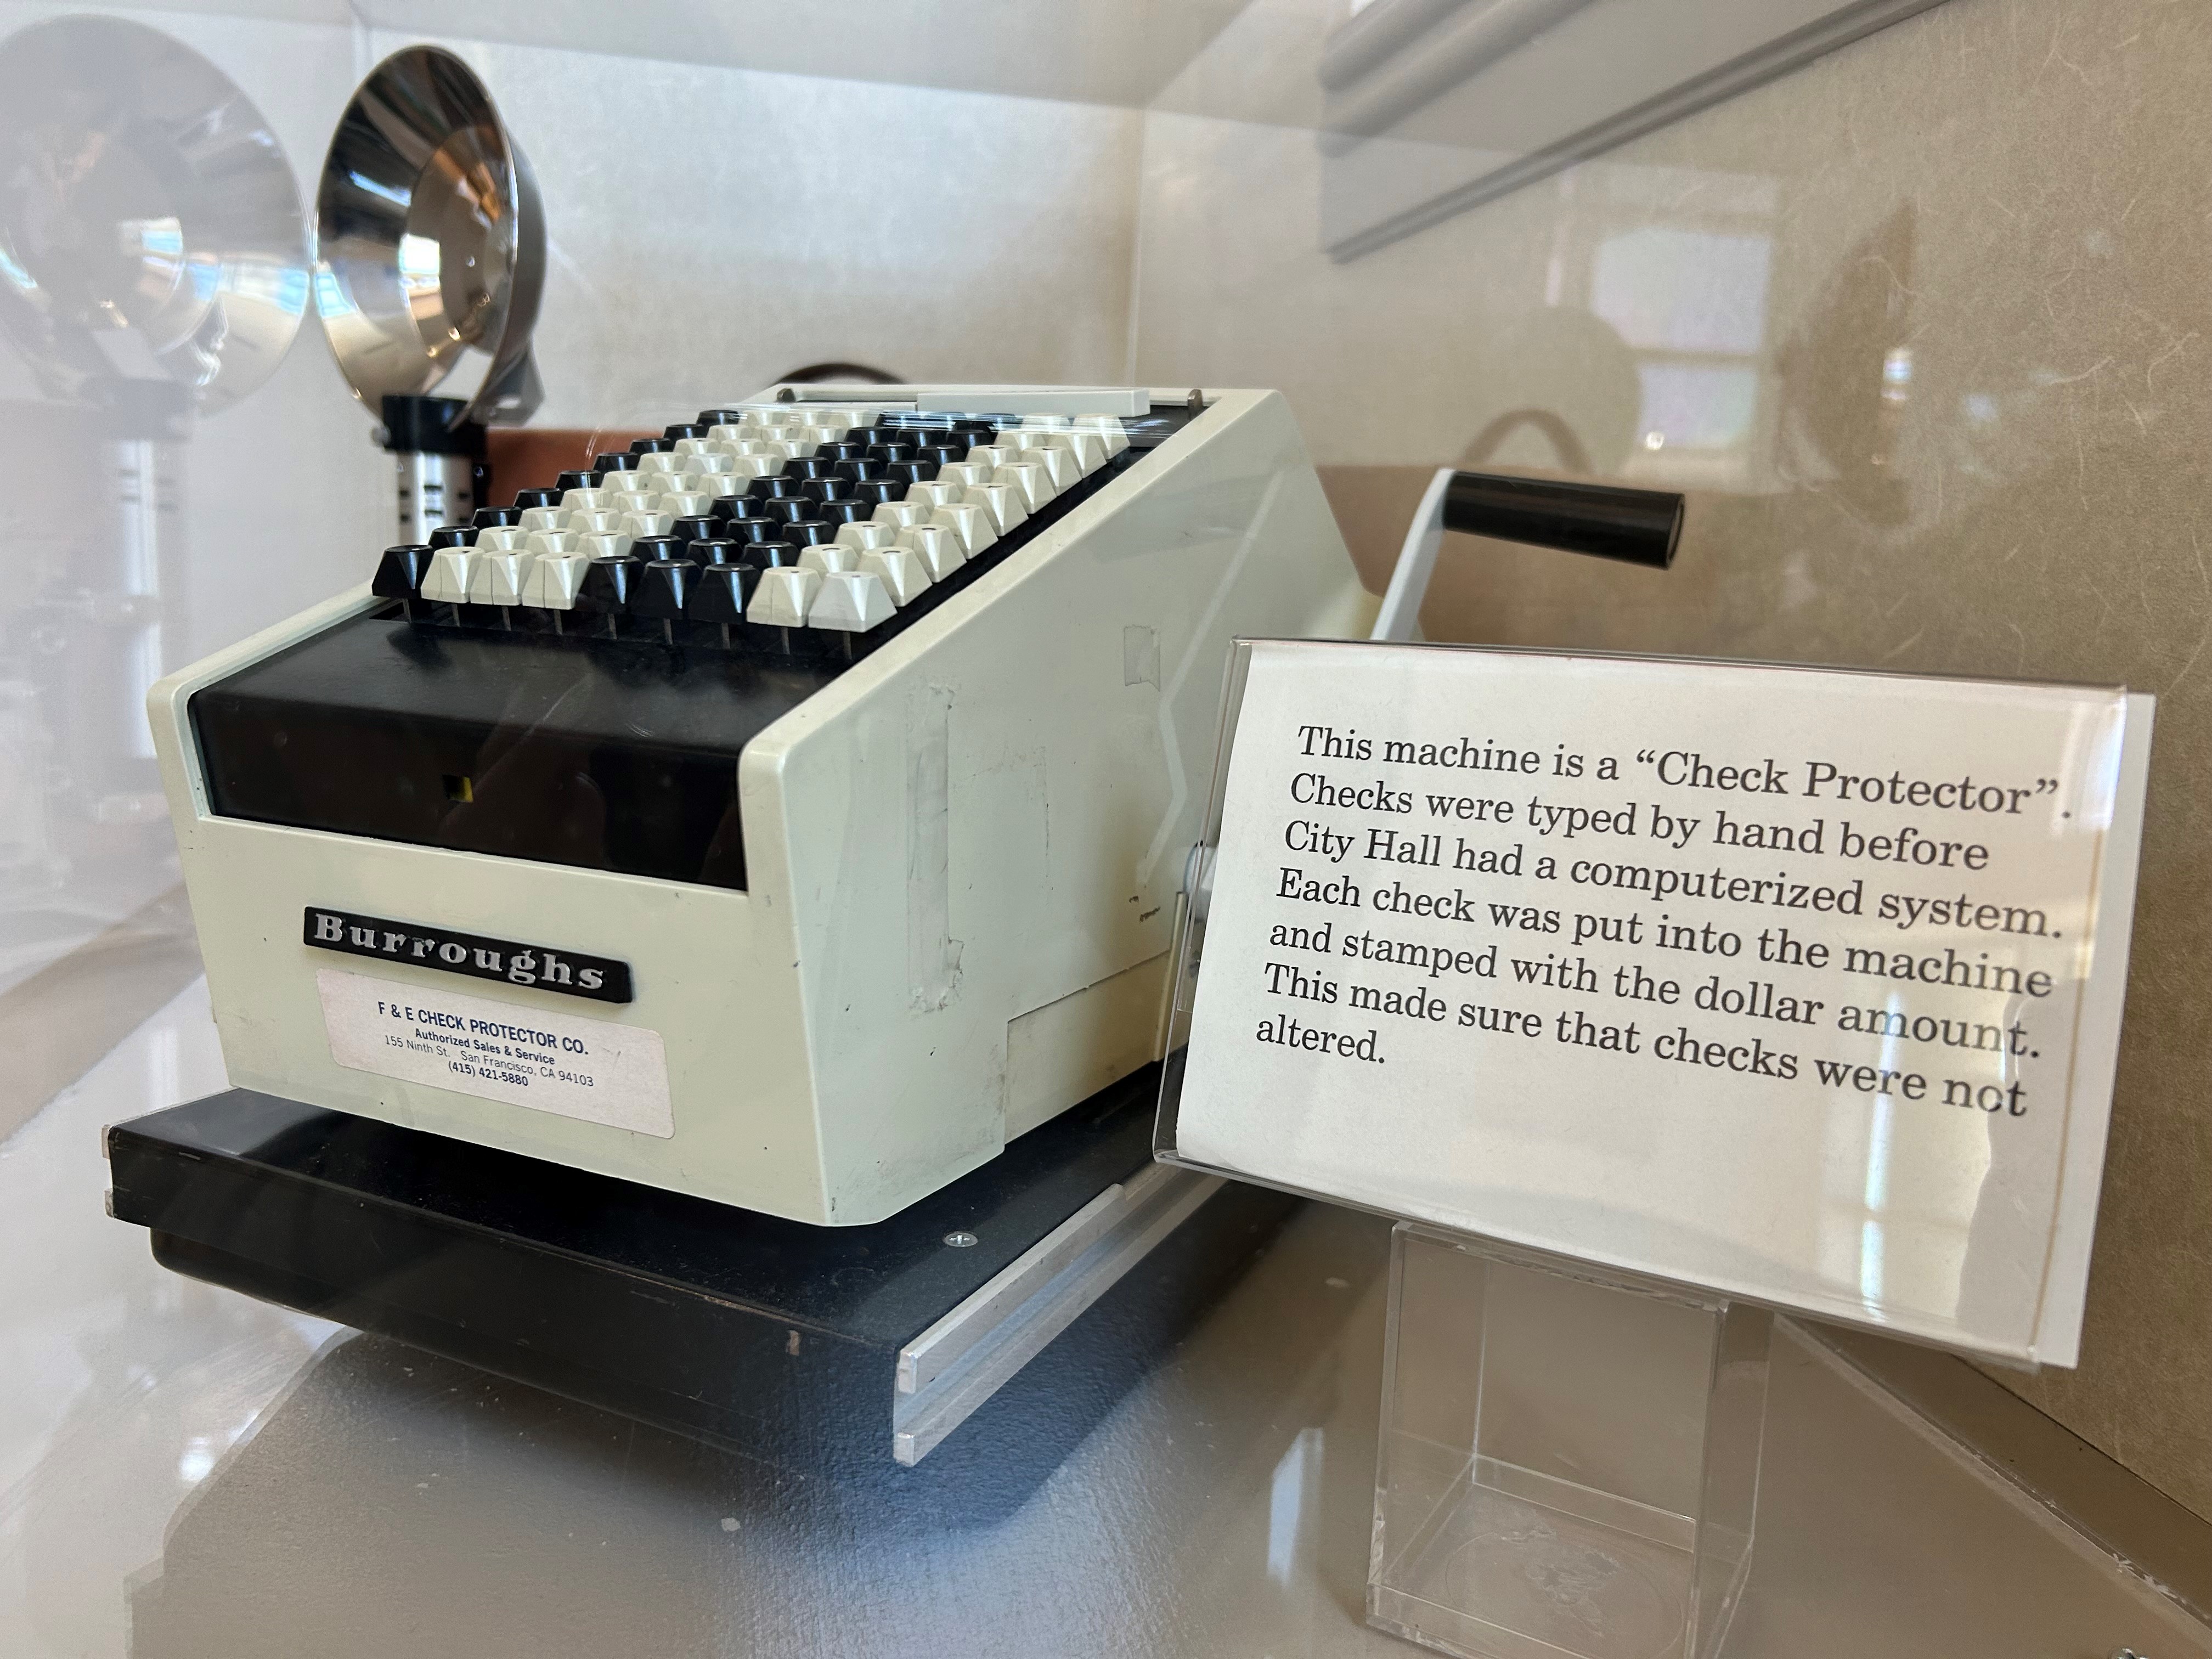 Burroughs
F & E CHECK PROTECTOR CO.
Authorized Sales & Service
155 Ninth St. San Francisco, CA 94103
(415) 421-5880
This machine is a “Check Protector”.
Checks were typed by hand before
City Hall had a computerized system.
Each check was put into the machine
and stamped with the dollar amount.
This made sure that checks were not
altered.